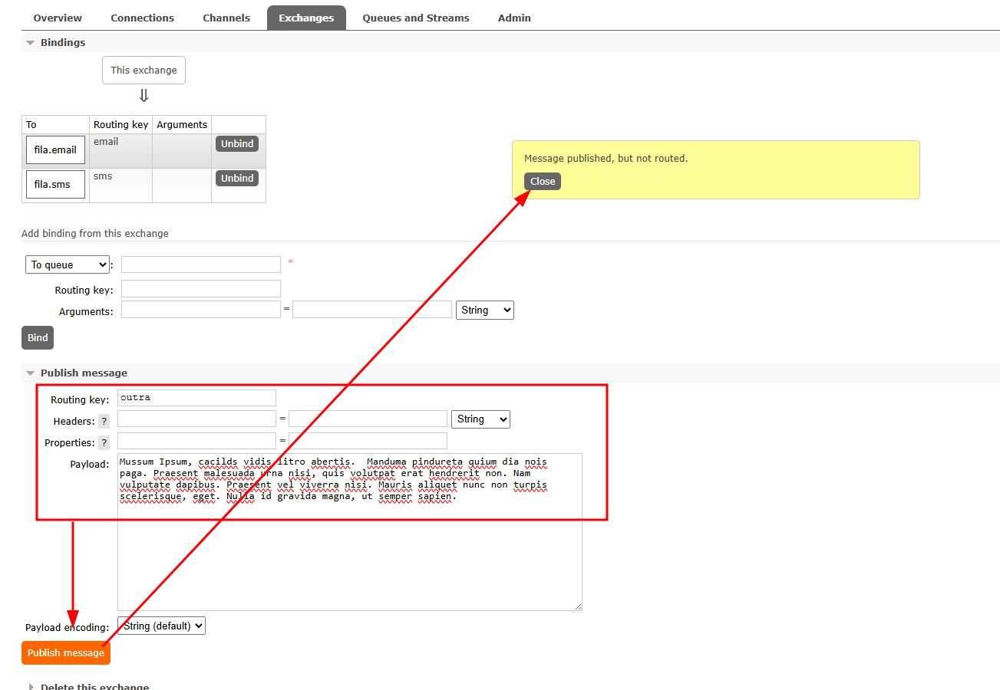 Overview Connections Channels Exchanges Queues and Streams Admin
Bindings
This exchange
⇓
To Routing key Arguments
fila.email email Unbind
fila.sms sms Unbind
Message published, but not routed.
Close
Add binding from this exchange
To queue : *
Routing key:
Arguments: = String
Bind
Publish message
Routing key: outra
Headers: ? = String
Properties: ? =
Payload: Mussum Ipsum, cacilds vidis litro abertis.  Manduma pindureta quium dia nois
paga. Praesent malesuada urna nisi, quis volutpat erat hendrerit non. Nam
vulputate dapibus. Praesent vel viverra nisi. Mauris aliquet nunc non turpis
scelerisque, eget. Nulla id gravida magna, ut semper sapien.
Payload encoding: String (default)
Publish message
Delete this exchange